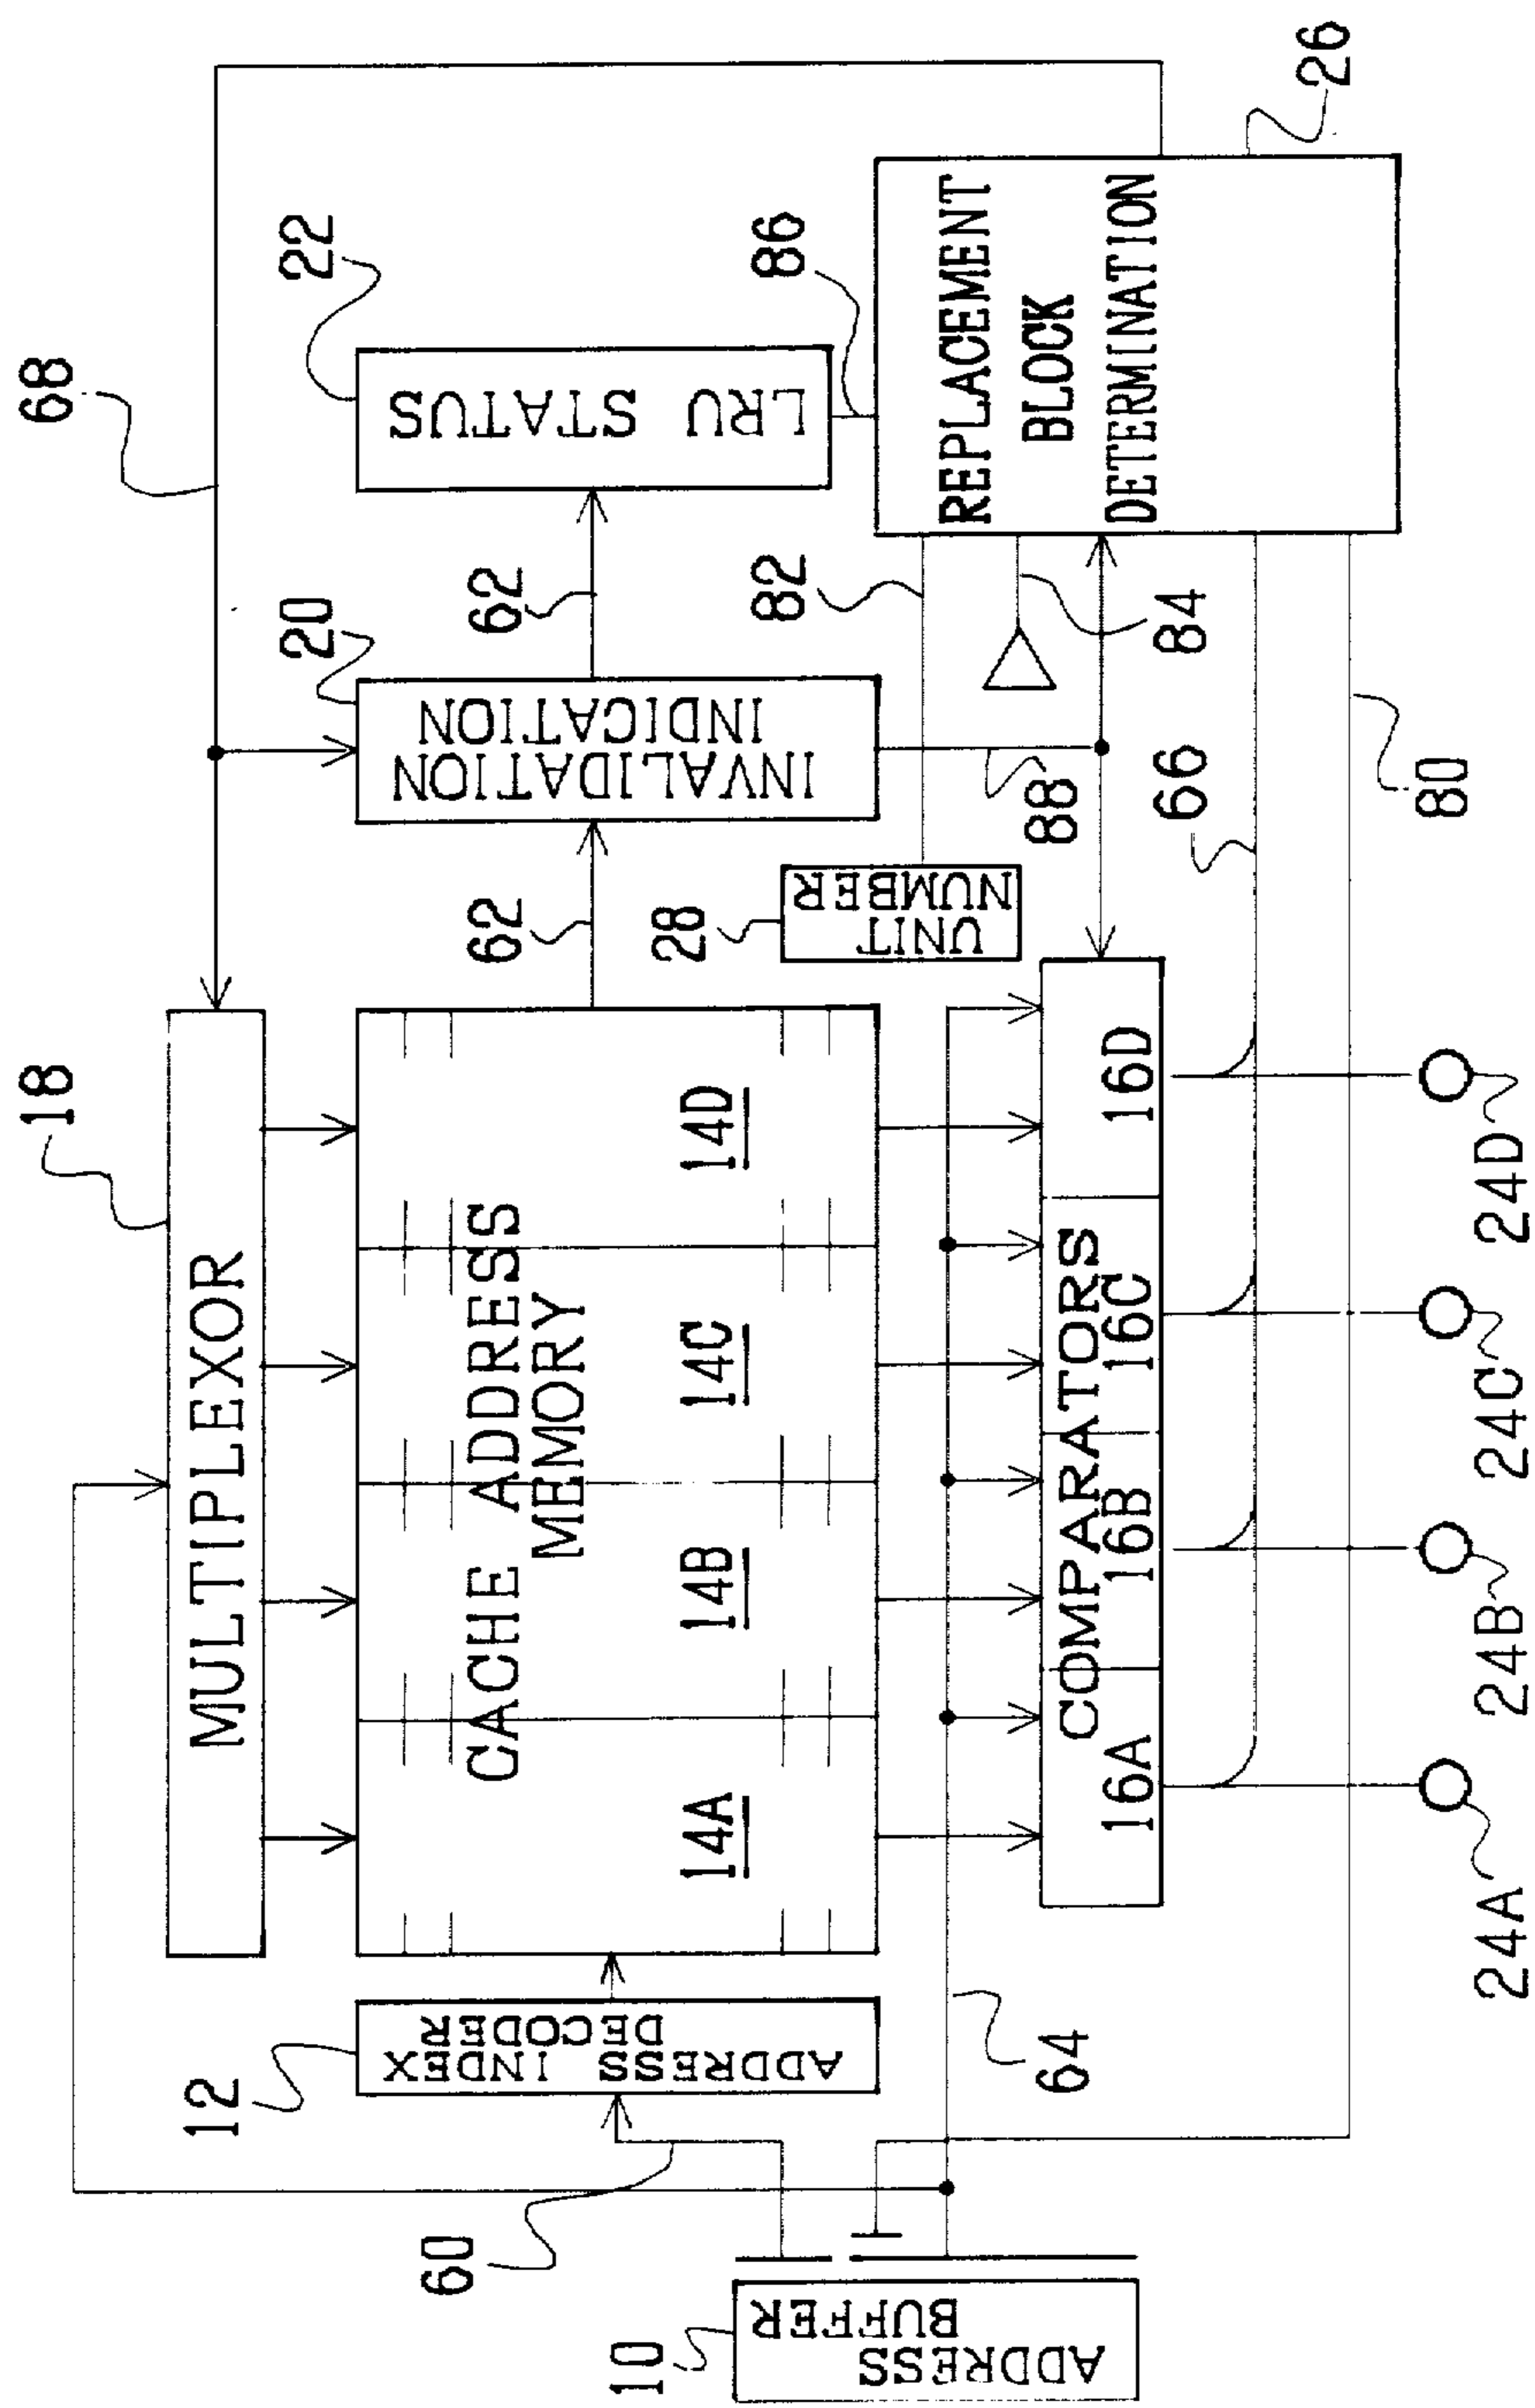 68
18
MULTIPLEXOR
12
20
22
ADDRESS INDEX
DECODER
CACHE ADDRESS
MEMORY
INVALIDATION
INDICATION
LRU STATUS
60
62
62
14A
14B
14C
14D
10
28
82
86
ADDRESS
BUFFER
UNIT
NUMBER
REPLACEMENT
BLOCK
DETERMINATION
64
88
84
COMPARATORS
16A
16B
16C
16D
66
26
80
24A
24B
24C
24D